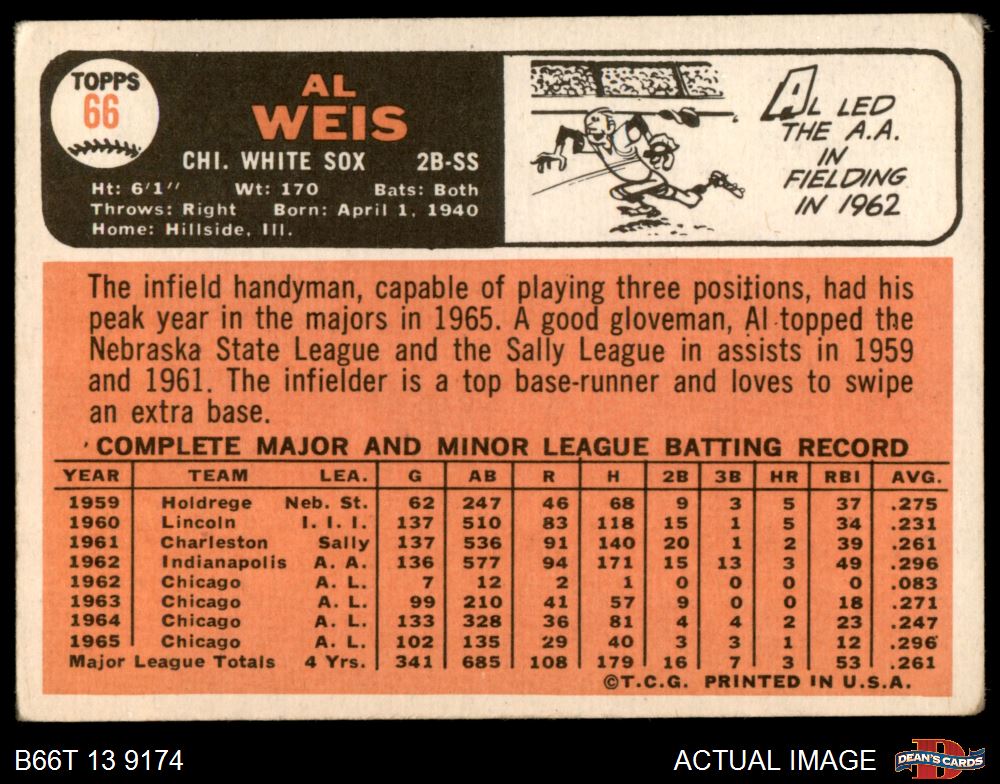 TOPPS
66
AL
WEIS
CHI. WHITE SOX 2B-SS
Ht: 6'1" Wt: 170 Bats: Both
Throws: Right Born: April 1, 1940
Home: Hillside, Ill.
AL LED
THE A.A.
IN
FIELDING
IN 1962
The infield handyman, capable of playing three positions, had his
peak year in the majors in 1965. A good gloveman, Al topped the
Nebraska State League and the Sally League in assists in 1959
and 1961. The infielder is a top base-runner and loves to swipe
an extra base.
COMPLETE MAJOR AND MINOR LEAGUE BATTING RECORD
YEAR TEAM LEA. G AB R H 2B 3B HR RBI AVG.
1959 Holdrege Neb. St. 62 247 46 68 9 3 5 37 .275
1960 Lincoln I. I. I. 137 510 83 118 15 1 5 34 .231
1961 Charleston Sally 137 536 91 140 20 1 2 39 .261
1962 Indianapolis A. A. 136 577 94 171 15 13 3 49 .296
1962 Chicago A. L. 7 12 2 1 0 0 0 0 .083
1963 Chicago A. L. 99 210 41 57 9 0 0 18 .271
1964 Chicago A. L. 133 328 36 81 4 4 2 23 .247
1965 Chicago A. L. 102 135 29 40 3 3 1 12 .296
Major League Totals 4 Yrs. 341 685 108 179 16 7 3 53 .261
©T.C.G. PRINTED IN U.S.A.
B66T 13 9174
ACTUAL IMAGE
DEAN'S CARDS